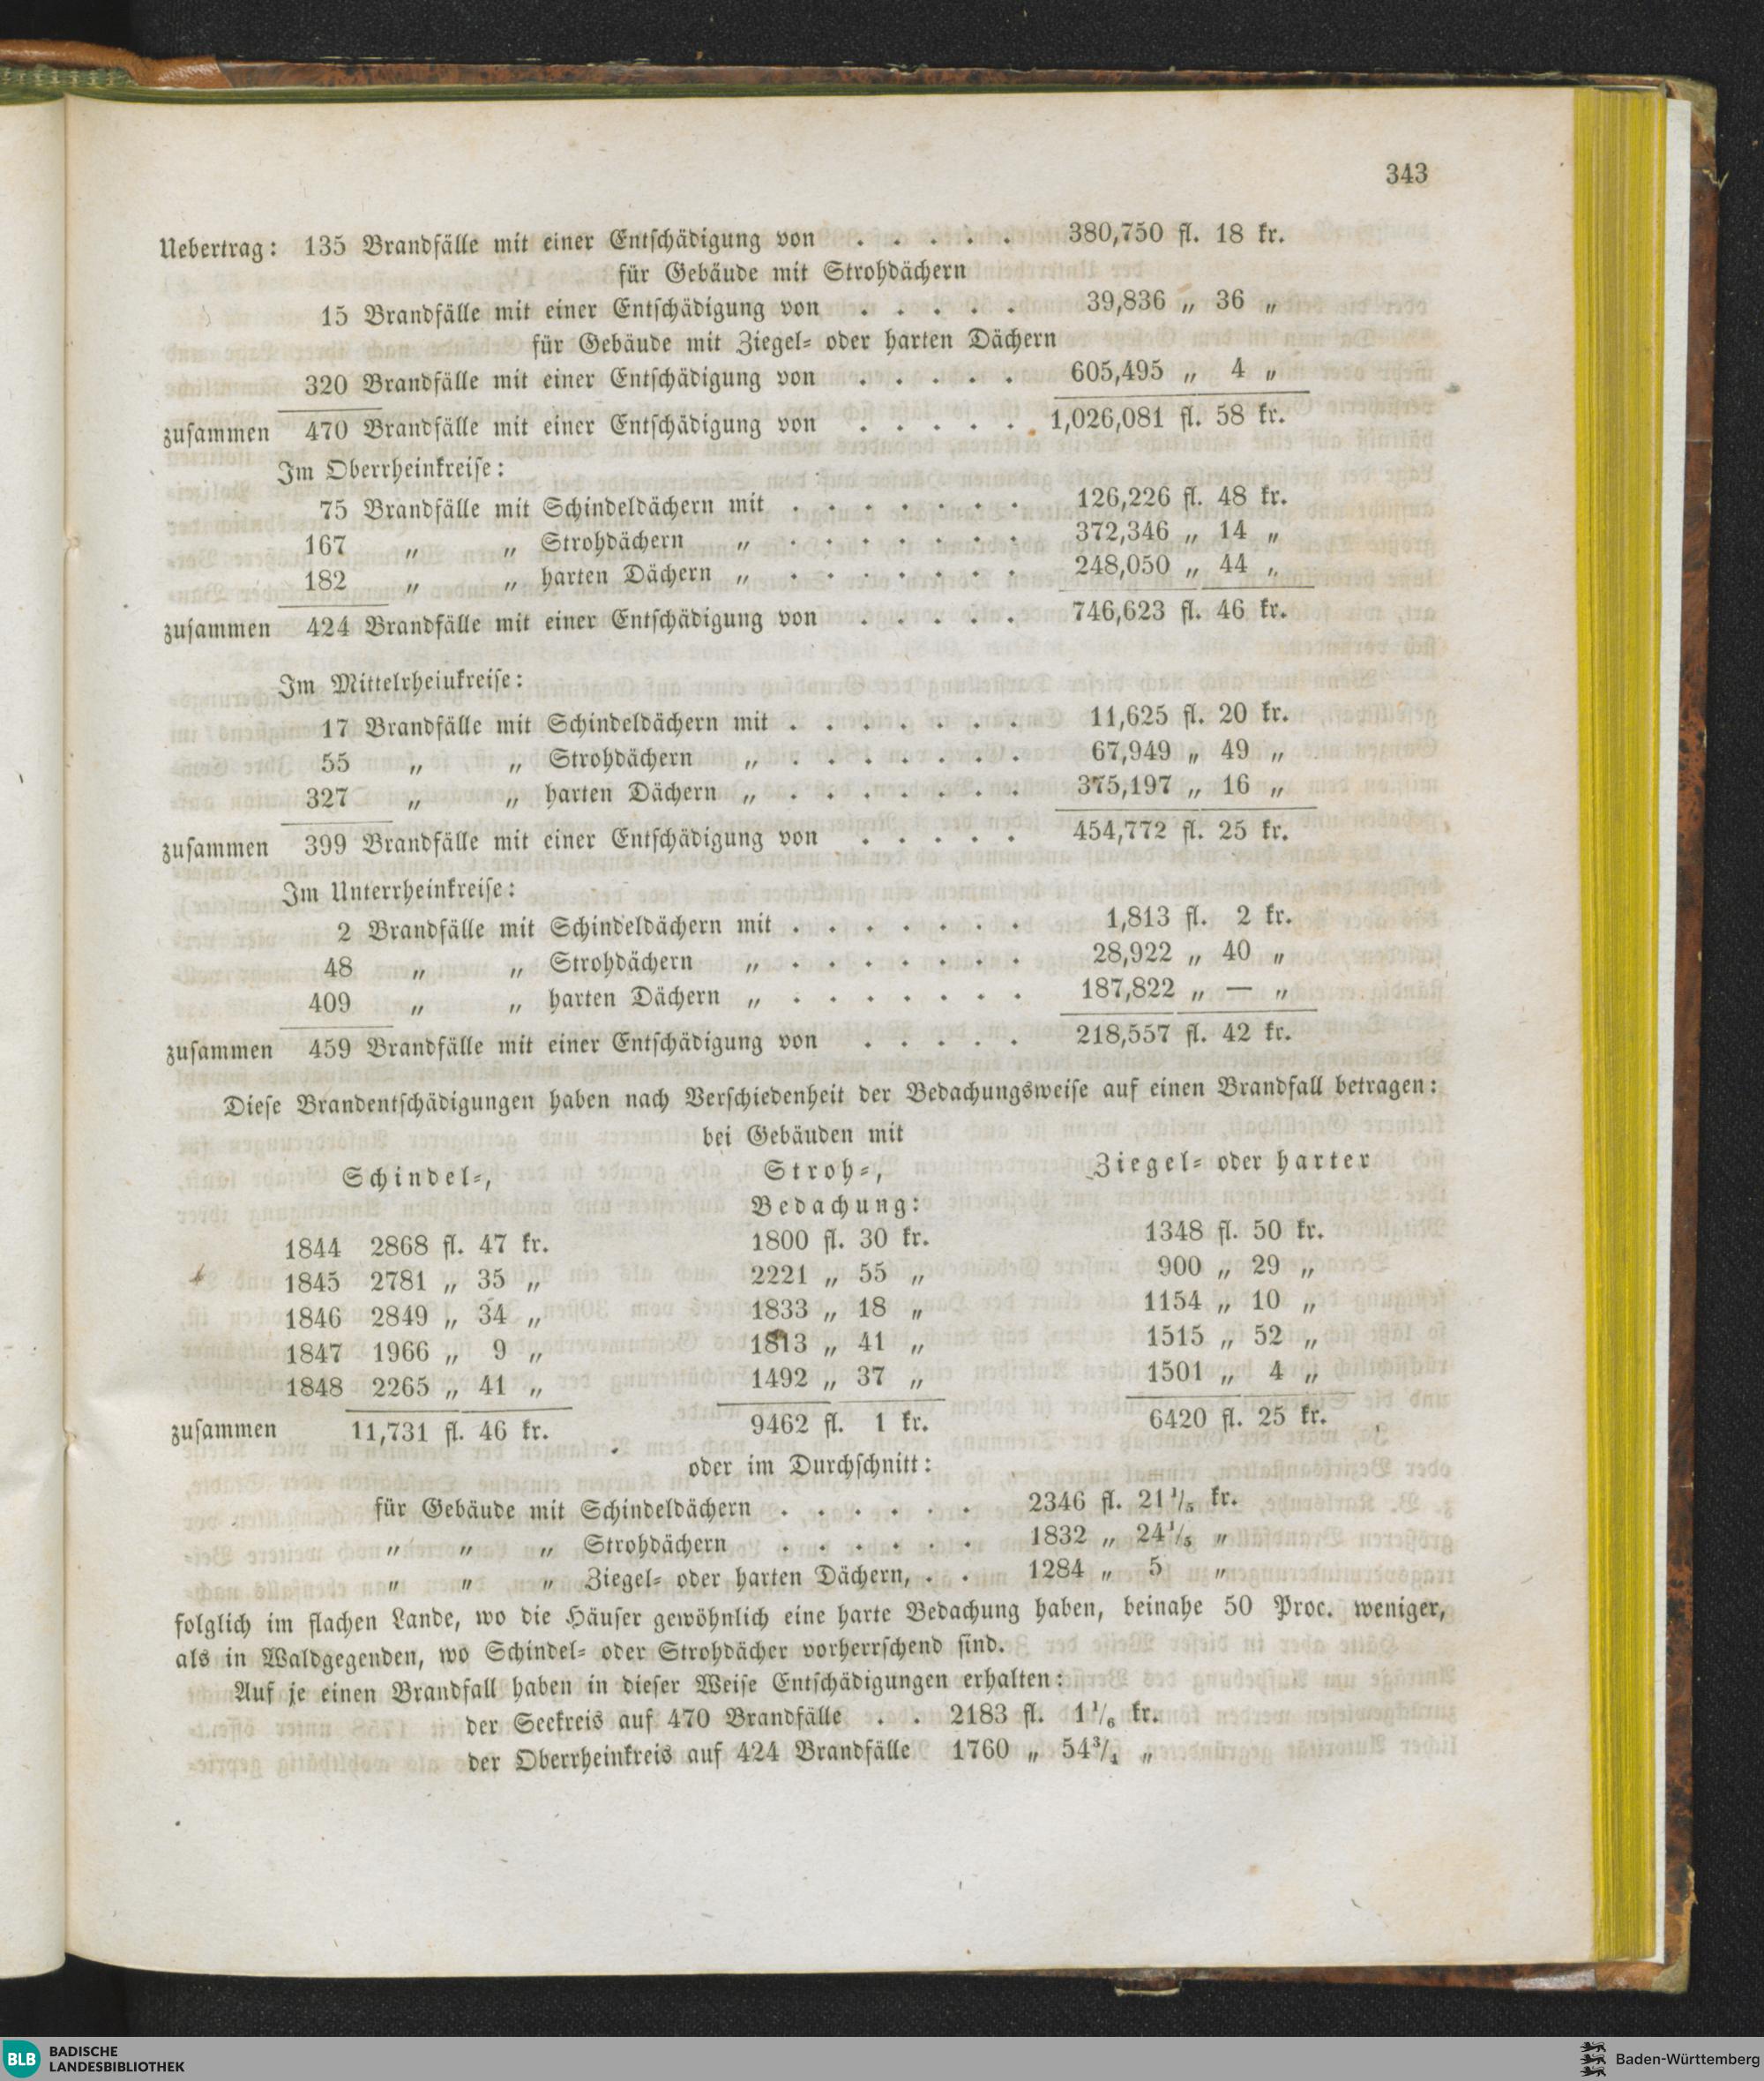 343
Uebertrag: 135 Brandfälle mit einer Entschädigung von . . . . . 380,750 fl. 18 kr.
für Gebäude mit Strohdächern
15 Brandfälle mit einer Entschädigung von . . . . . 39,836 „ 36 „
für Gebäude mit Ziegel- oder harten Dächern
320 Brandfälle mit einer Entschädigung von . . . . . 605,495 „ 4 „
zusammen 470 Brandfälle mit einer Entschädigung von . . . . . 1,026,081 fl. 58 kr.
Im Oberrheinkreise:
75 Brandfälle mit Schindeldächern mit . . . . . . . 126,226 fl. 48 kr.
167 „ „ Strohdächern „ . . . . . . . 372,346 „ 14 „
182 „ „ harten Dächern „ . . . . . . . 248,050 „ 44 „
zusammen 424 Brandfälle mit einer Entschädigung von . . . . . 746,623 fl. 46 kr.
Im Mittelrheiukreise:
17 Brandfälle mit Schindeldächern mit . . . . . . . 11,625 fl. 20 kr.
55 „ „ Strohdächern „ . . . . . . . 67,949 „ 49 „
327 „ „ harten Dächern „ . . . . . . . 375,197 „ 16 „
zusammen 399 Brandfälle mit einer Entschädigung von . . . . . 454,772 fl. 25 kr.
Im Unterrheinkreise:
2 Brandfälle mit Schindeldächern mit . . . . . . . 1,813 fl. 2 kr.
48 „ „ Strohdächern „ . . . . . . . 28,922 „ 40 „
409 „ „ harten Dächern „ . . . . . . . 187,822 „ — „
zusammen 459 Brandfälle mit einer Entschädigung von . . . . . 218,557 fl. 42 kr.
Diese Brandentschädigungen haben nach Verschiedenheit der Bedachungsweise auf einen Brandfall betragen:
bei Gebäuden mit
Schindel-, Stroh-, Ziegel- oder harter
Bedachung:
1844 2868 fl. 47 kr. 1800 fl. 30 kr. 1348 fl. 50 kr.
1845 2781 „ 35 „ 2221 „ 55 „ 900 „ 29 „
1846 2849 „ 34 „ 1833 „ 18 „ 1154 „ 10 „
1847 1966 „ 9 „ 1813 „ 41 „ 1515 „ 52 „
1848 2265 „ 41 „ 1492 „ 37 „ 1501 „ 4 „
zusammen 11,731 fl. 46 kr. 9462 fl. 1 kr. 6420 fl. 25 kr.
oder im Durchschnitt:
für Gebäude mit Schindeldächern . . . . . . 2346 fl. 21 1/5 kr.
„ „ „ Strohdächern . . . . . . 1832 „ 24 1/5 „
„ „ „ Ziegel- oder harten Dächern, . . 1284 „ 5 „
folglich im flachen Lande, wo die Häuser gewöhnlich eine harte Bedachung haben, beinahe 50 Proc. weniger,
als in Waldgegenden, wo Schindel- oder Strohdächer vorherrschend sind.
Auf je einen Brandfall haben in dieser Weise Entschädigungen erhalten:
der Seekreis auf 470 Brandfälle . . 2183 fl. 1 1/6 kr.
der Oberrheinkreis auf 424 Brandfälle 1760 „ 54 3/4 „
BLB BADISCHE
LANDESBIBLIOTHEK
Baden-Württemberg